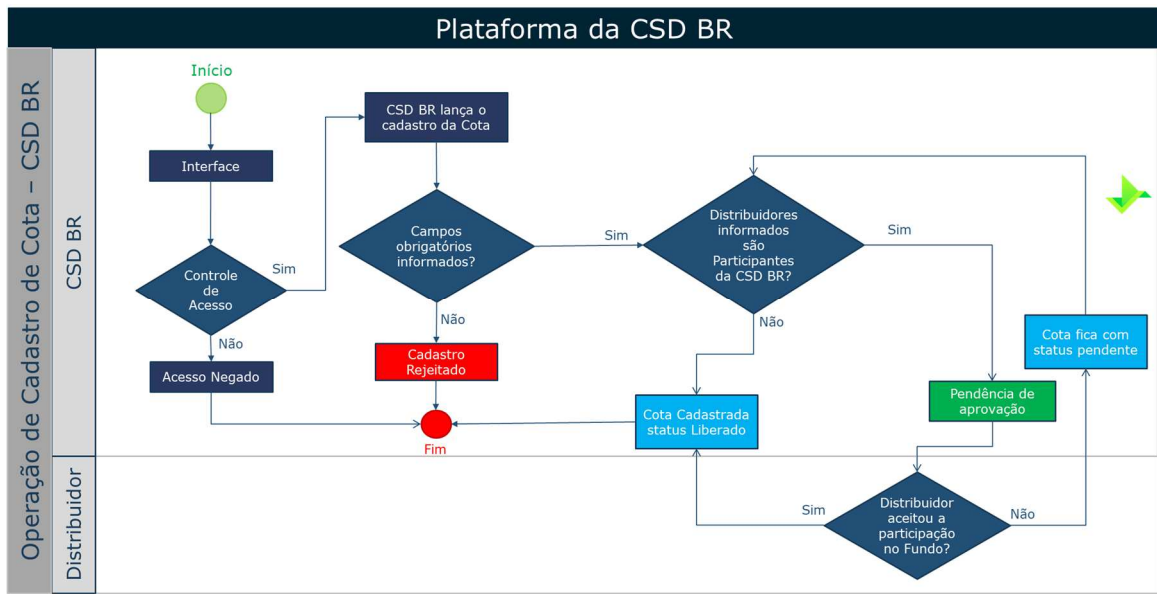 Plataforma da CSD BR
Operação de Cadastro de Cota – CSD BR
CSD BR
Início
Interface
Controle
de
Acesso
Sim
Não
Acesso Negado
CSD BR lança o
cadastro da Cota
Campos
obrigatórios
informados?
Sim
Não
Cadastro
Rejeitado
Fim
Distribuidores
informados
são
Participantes
da CSD BR?
Sim
Não
Cota Cadastrada
status Liberado
Cota fica com
status pendente
Pendência de
aprovação
Distribuidor
Distribuidor
aceitou a
participação
no Fundo?
Sim
Não